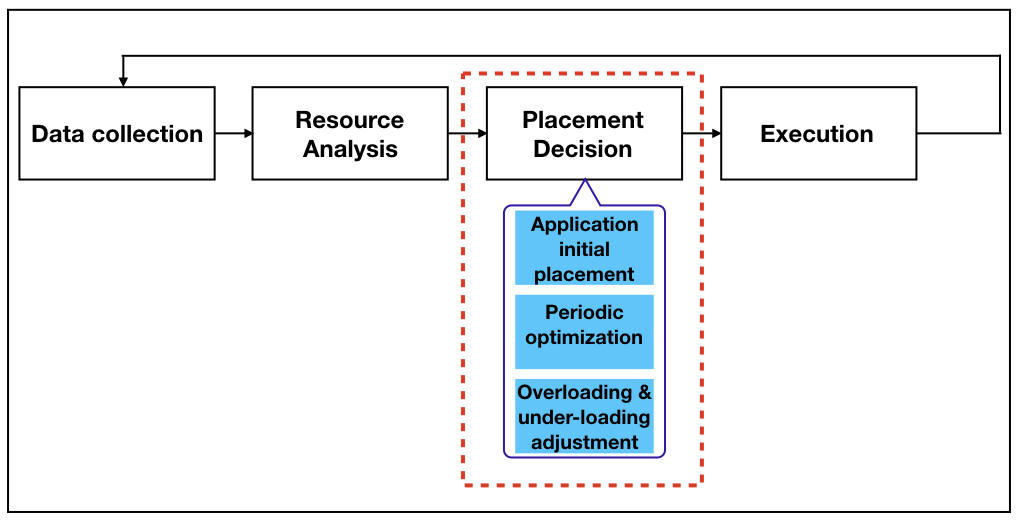 Data collection
Resource
Analysis
Placement
Decision
Execution
Application
initial
placement
Periodic
optimization
Overloading &
under-loading
adjustment